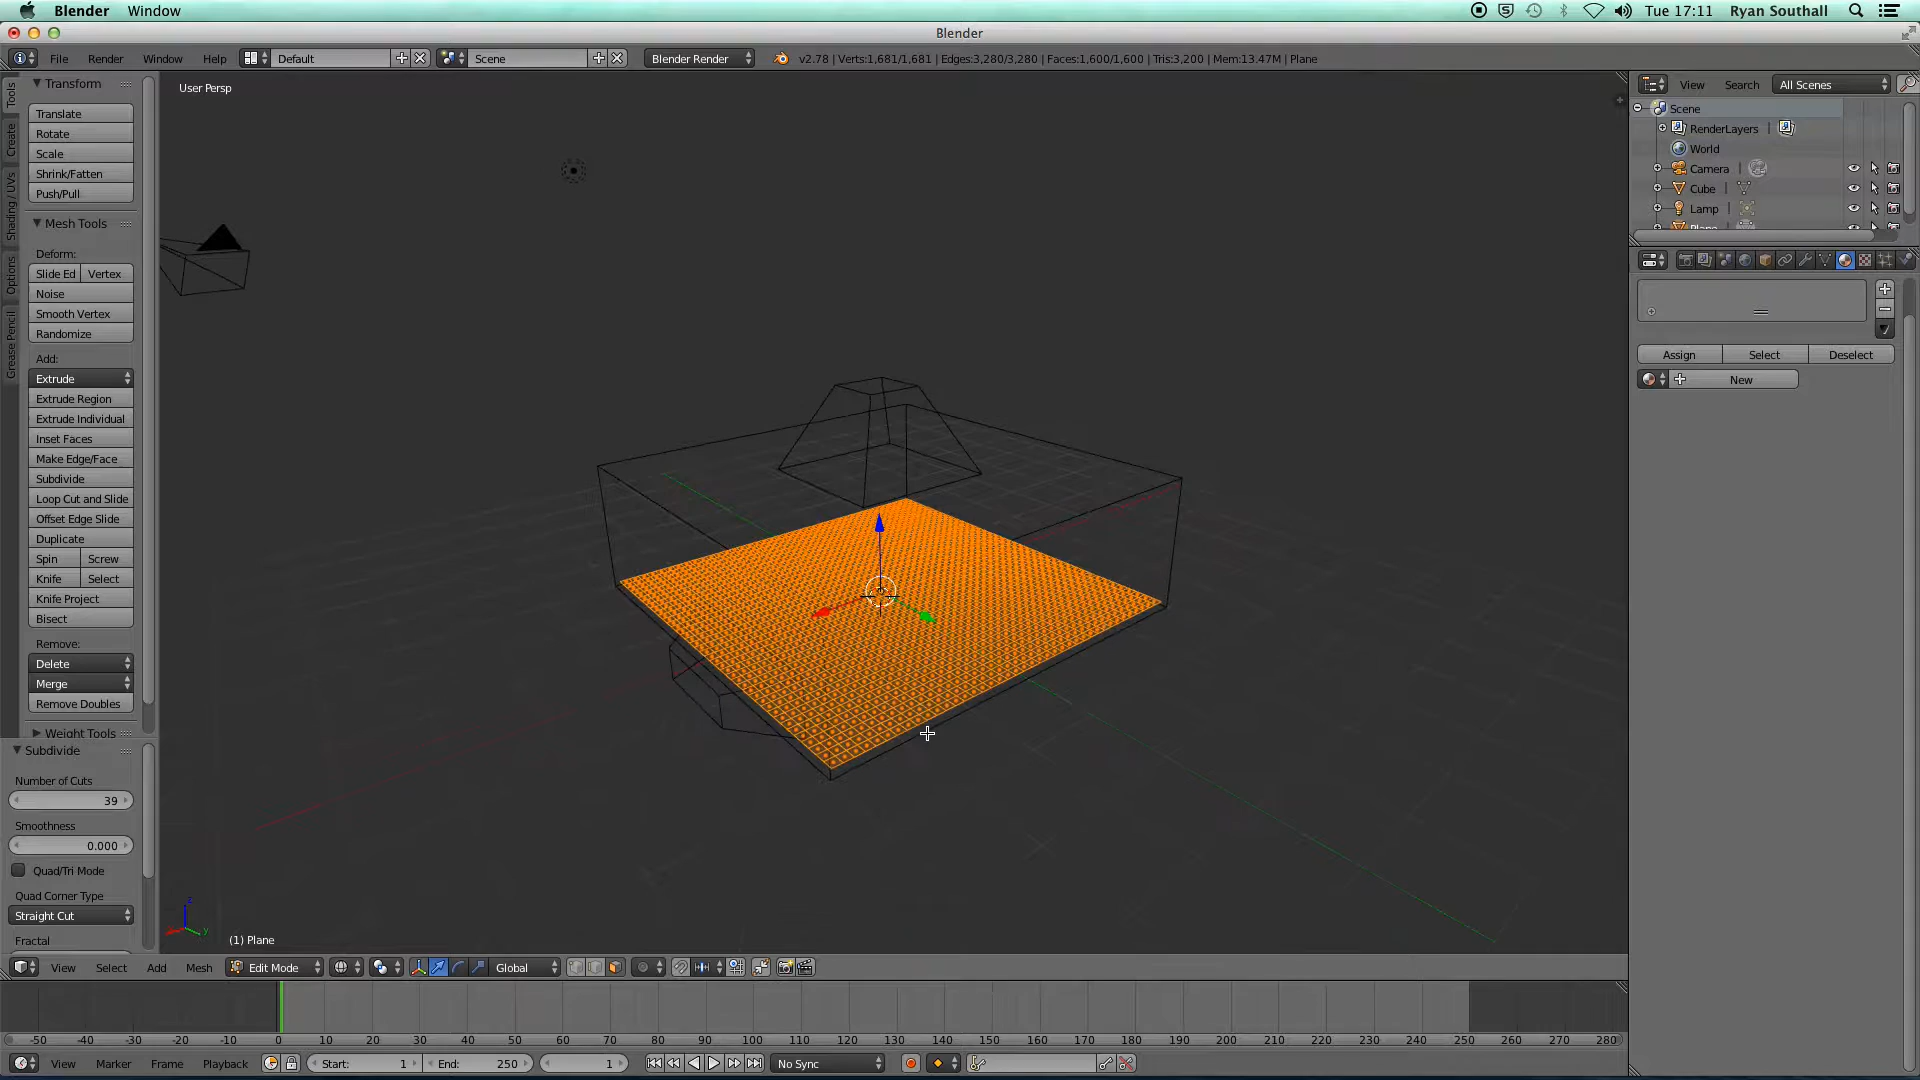 Blender Window Tue 17:11 Ryan Southall
Blender
File Render Window Help Default Scene Blender Render v2.78 | Verts:1,681/1,681 | Edges:3,280/3,280 | Faces:1,600/1,600 | Tris:3,200 | Mem:13.47M | Plane
Tools
Create
Shading / UVs
Options
Grease Pencil
Transform
Translate
Rotate
Scale
Shrink/Fatten
Push/Pull
Mesh Tools
Deform:
Slide Ed Vertex
Noise
Smooth Vertex
Randomize
Add:
Extrude
Extrude Region
Extrude Individual
Inset Faces
Make Edge/Face
Subdivide
Loop Cut and Slide
Offset Edge Slide
Duplicate
Spin Screw
Knife Select
Knife Project
Bisect
Remove:
Delete
Merge
Remove Doubles
Weight Tools
Subdivide
Number of Cuts
39
Smoothness
0.000
Quad/Tri Mode
Quad Corner Type
Straight Cut
Fractal
User Persp
(1) Plane
View Search All Scenes
Scene
RenderLayers
World
Camera
Cube
Lamp
Plane
Assign Select Deselect
New
View Select Add Mesh Edit Mode Global
-50 -40 -30 -20 -10 0 10 20 30 40 50 60 70 80 90 100 110 120 130 140 150 160 170 180 190 200 210 220 230 240 250 260 270 280
View Marker Frame Playback Start: 1 End: 250 1 No Sync